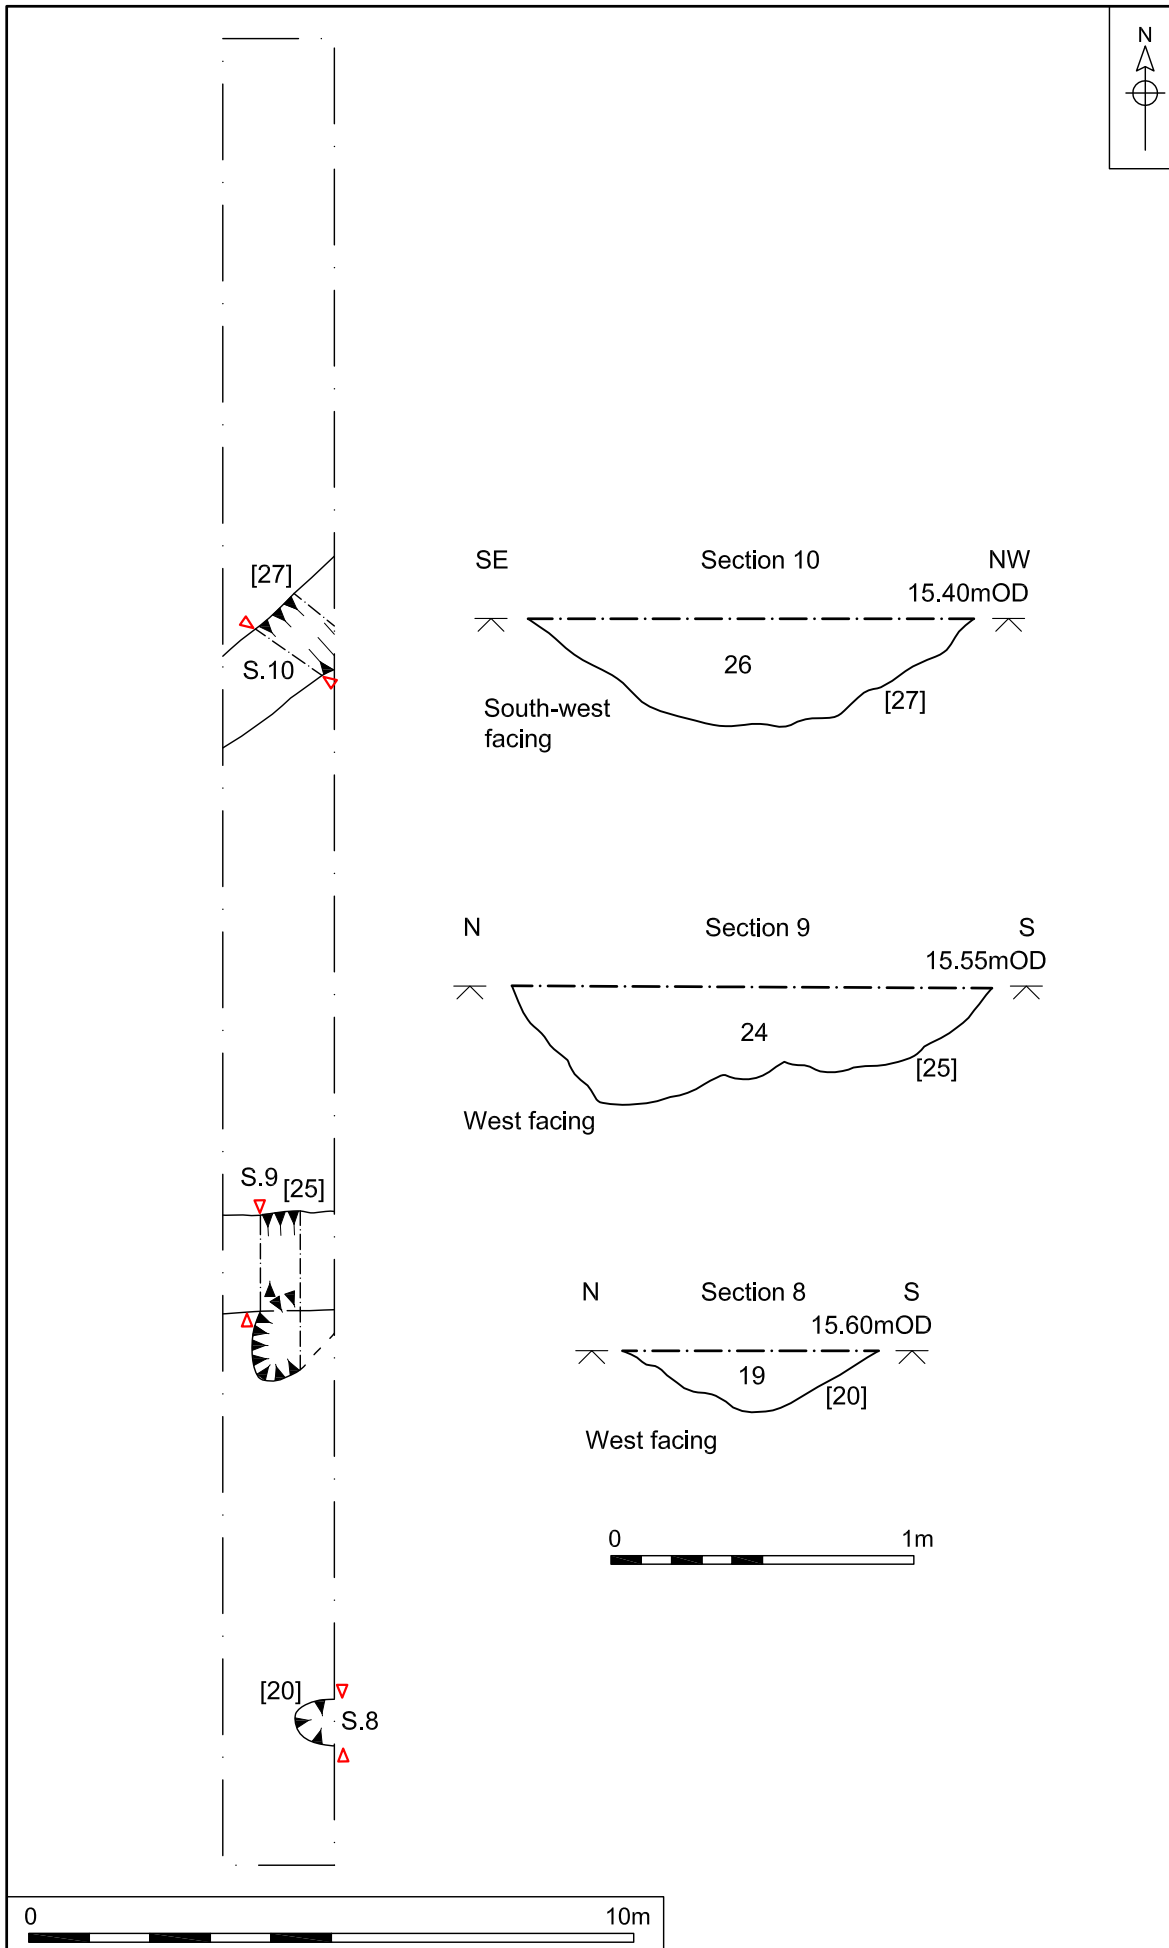 N
[27]
S.10
SE Section 10 NW
15.40mOD
26
[27]
South-west
facing
N Section 9 S
15.55mOD
24
[25]
West facing
S.9
[25]
N Section 8 S
15.60mOD
19
[20]
West facing
0 1m
[20]
S.8
0 10m